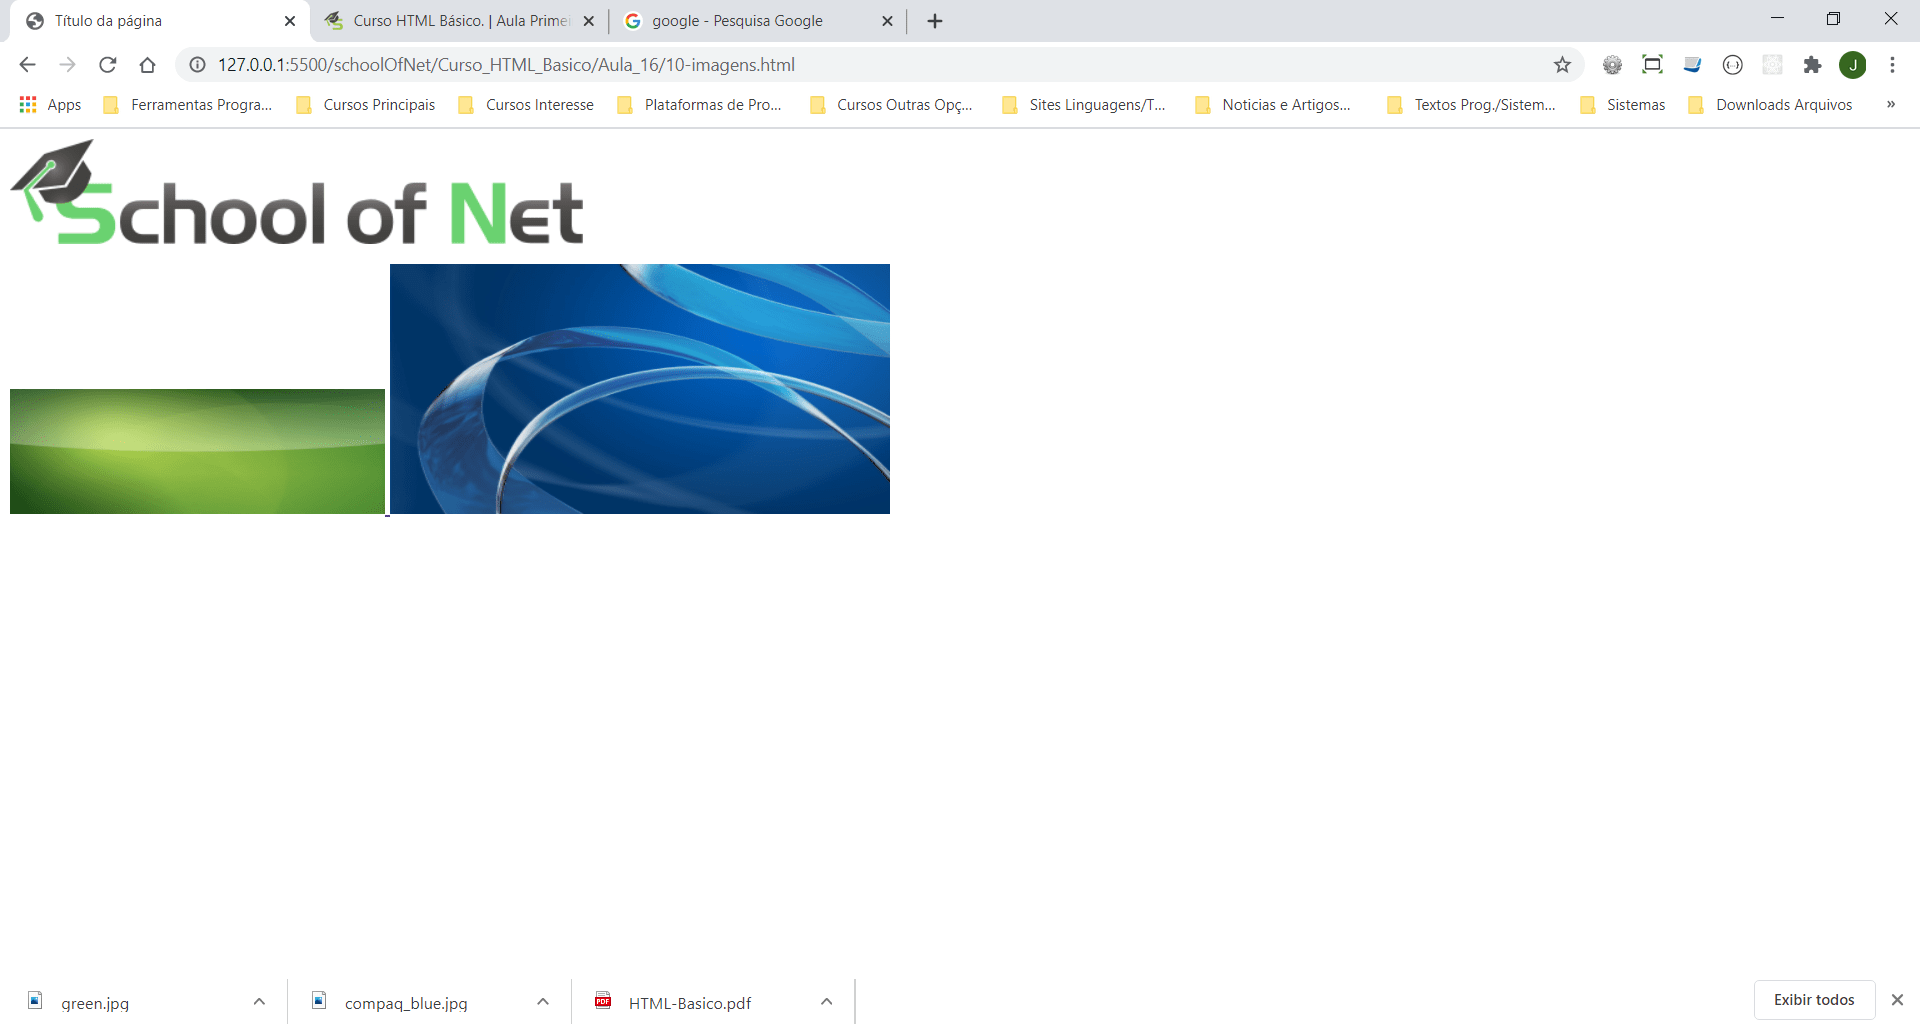 Título da página
Curso HTML Básico. | Aula Primei
google - Pesquisa Google
127.0.0.1:5500/schoolOfNet/Curso_HTML_Basico/Aula_16/10-imagens.html
J
Apps
Ferramentas Progra...
Cursos Principais
Cursos Interesse
Plataformas de Pro...
Cursos Outras Opç...
Sites Linguagens/T...
Noticias e Artigos...
Textos Prog./Sistem...
Sistemas
Downloads Arquivos
»
School of Net
green.jpg
compaq_blue.jpg
PDF
HTML-Basico.pdf
Exibir todos